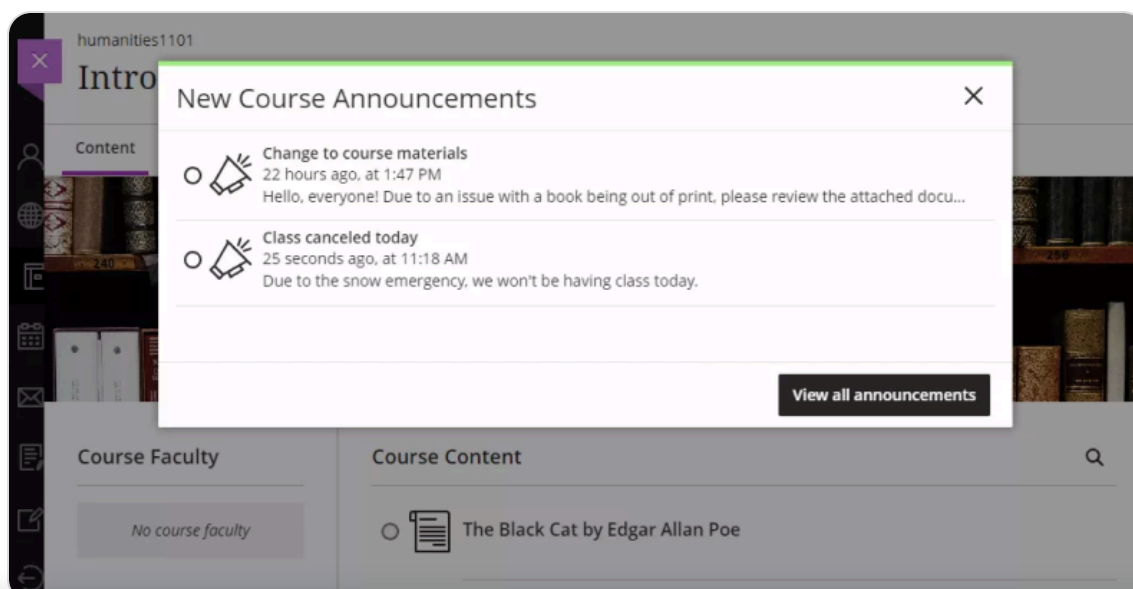 humanities1101
Intro
New Course Announcements
Content
Change to course materials
22 hours ago, at 1:47 PM
Hello, everyone! Due to an issue with a book being out of print, please review the attached docu...
Class canceled today
25 seconds ago, at 11:18 AM
Due to the snow emergency, we won't be having class today.
240
250
View all announcements
Course Faculty
Course Content
No course faculty
The Black Cat by Edgar Allan Poe